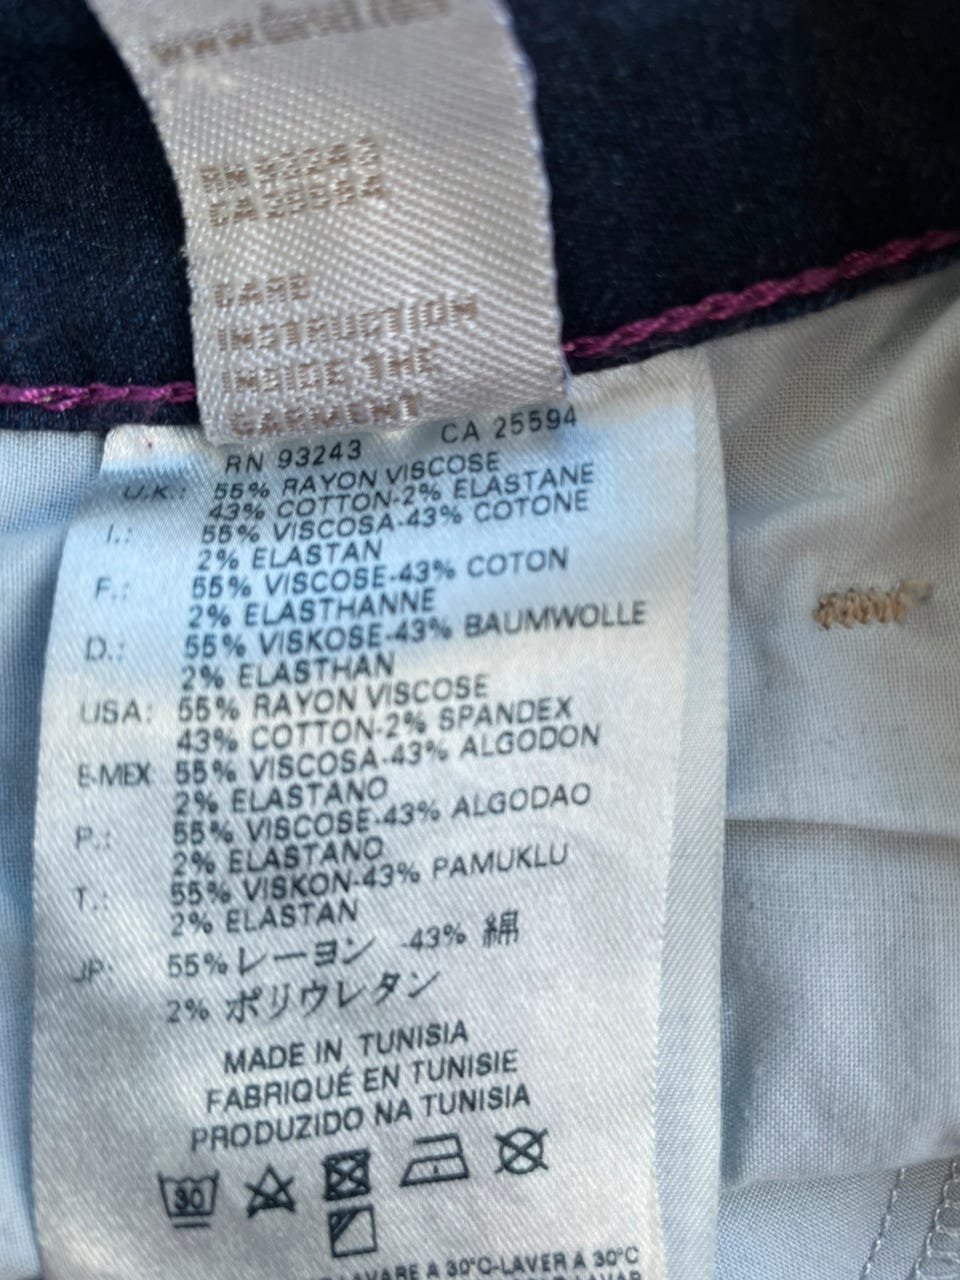 CARE
INSTRUCTION
INSIDE THE
GARMENT
RN 93243 CA 25594
U.K.: 55% RAYON VISCOSE
43% COTTON-2% ELASTANE
I.: 55% VISCOSA-43% COTONE
2% ELASTAN
F.: 55% VISCOSE-43% COTON
2% ELASTHANNE
D.: 55% VISKOSE-43% BAUMWOLLE
2% ELASTHAN
USA: 55% RAYON VISCOSE
43% COTTON-2% SPANDEX
E-MEX 55% VISCOSA-43% ALGODON
2% ELASTANO
P.: 55% VISCOSE-43% ALGODAO
2% ELASTANO
T.: 55% VISKON-43% PAMUKLU
2% ELASTAN
JP: 55% レーヨン -43% 綿
2% ポリウレタン
MADE IN TUNISIA
FABRIQUÉ EN TUNISIE
PRODUZIDO NA TUNISIA
30
LAVARE A 30°C-LAVER A 30°C